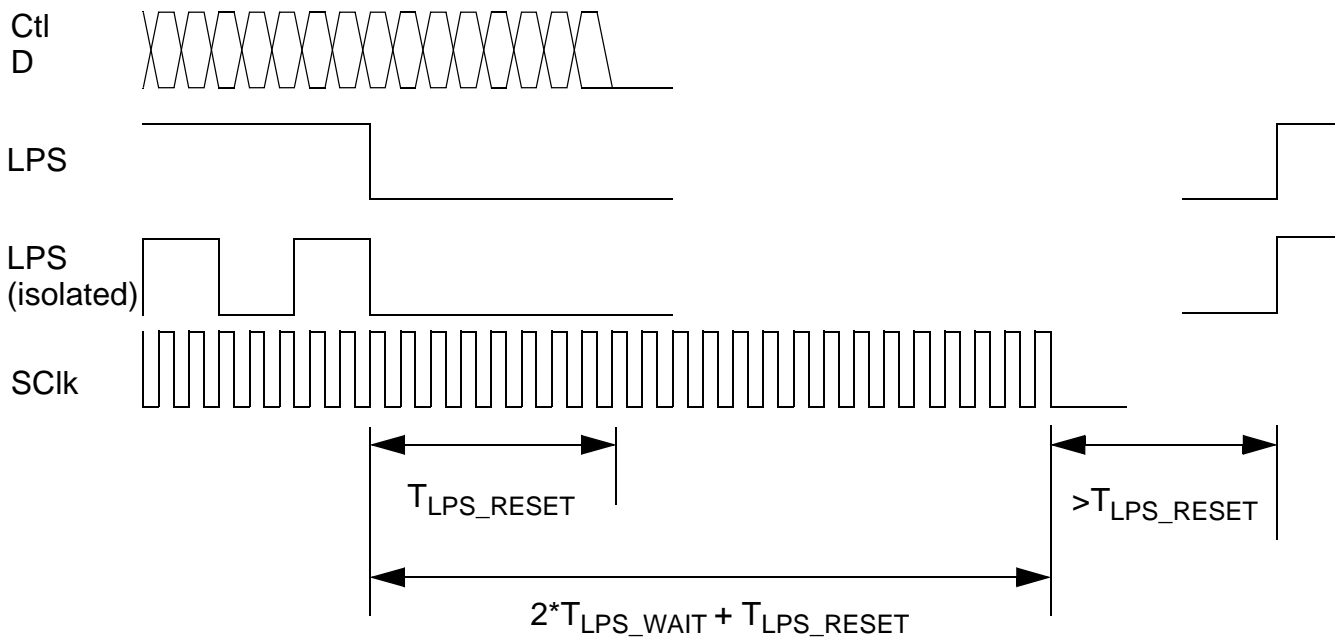 Ctl
D
LPS
LPS
(isolated)
SClk
TLPS_RESET
>TLPS_RESET
2*TLPS_WAIT + TLPS_RESET